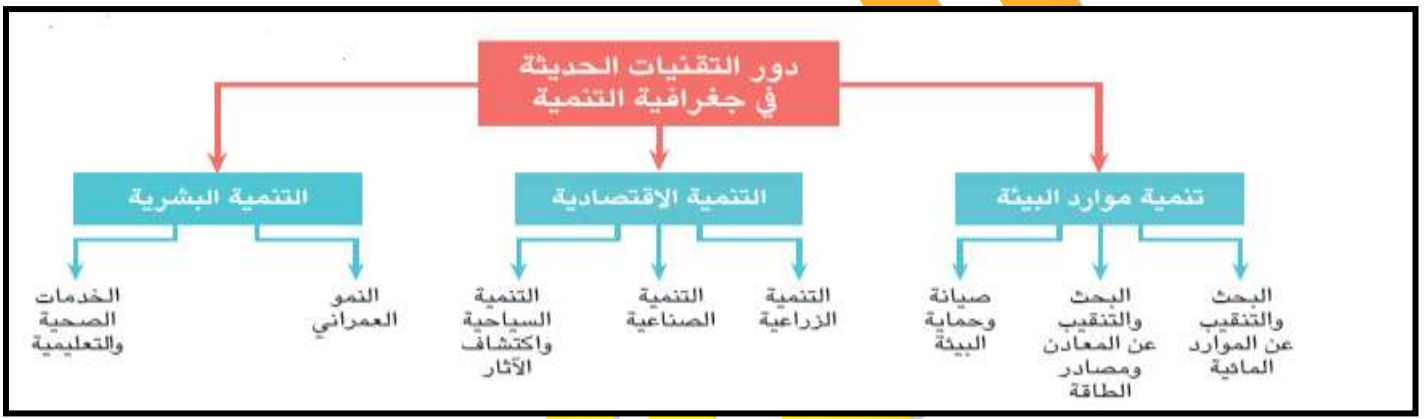 دور التقنيات الحديثة
في جغرافية التنمية
تنمية موارد البيئة
التنمية الاقتصادية
التنمية البشرية
البحث
والتنقيب
عن الموارد
المائية
البحث
والتنقيب
عن المعادن
ومصادر
الطاقة
صيانة
وحماية
البيئة
التنمية
الزراعية
التنمية
الصناعية
التنمية
السياحية
واكتشاف
الآثار
النمو
العمراني
الخدمات
الصحية
والتعليمية